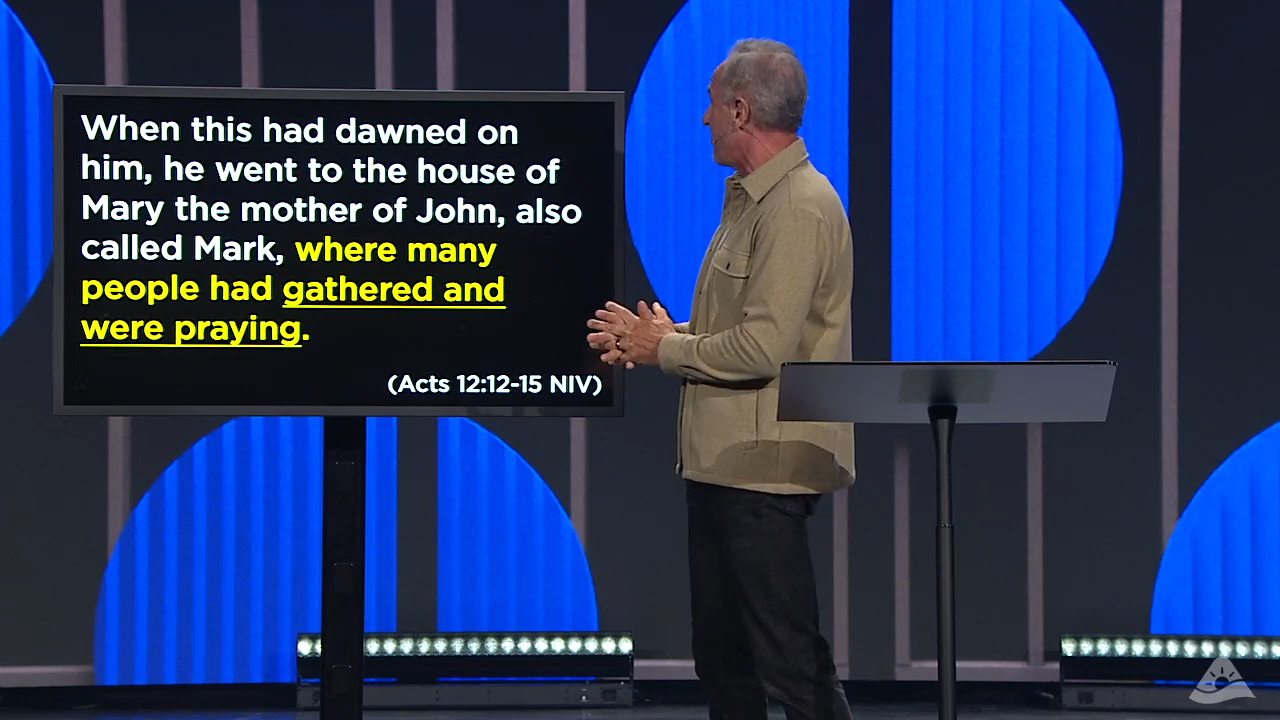 When this had dawned on
him, he went to the house of
Mary the mother of John, also
called Mark, where many
people had gathered and
were praying.
(Acts 12:12-15 NIV)